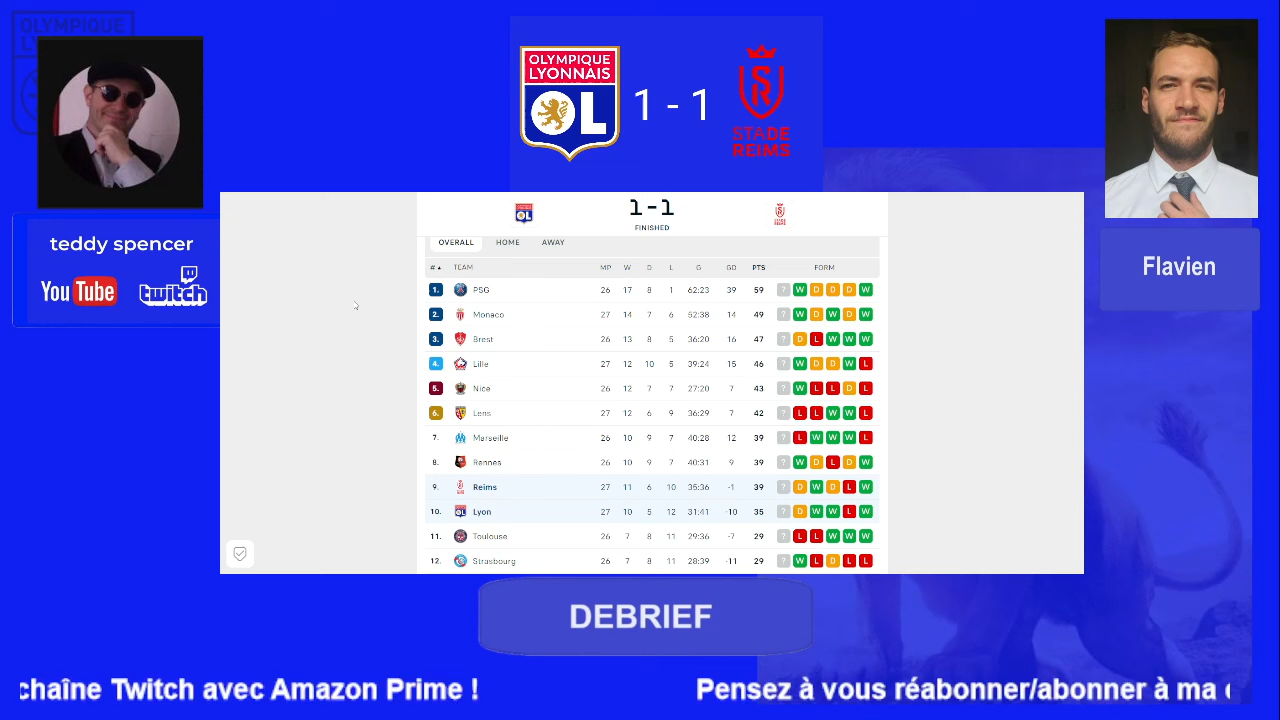 OLYMPIQUE
OLYMPIQUE
LYONNAIS
OL
1 - 1
STADE
REIMS
teddy spencer
YouTube
twitch
Flavien
1-1
FINISHED
OVERALL HOME AWAY
# TEAM MP W D L G GD PTS FORM
1. PSG 26 17 8 1 62:23 39 59 ? W D D D W
2. Monaco 27 14 7 6 52:38 14 49 ? W D W D W
3. Brest 26 13 8 5 36:20 16 47 ? D L W W W
4. Lille 27 12 10 5 39:24 15 46 ? W D D W L
5. Nice 26 12 7 7 27:20 7 43 ? W L L D L
6. Lens 27 12 6 9 36:29 7 42 ? L L W W L
7. Marseille 26 10 9 7 40:28 12 39 ? L W W W L
8. Rennes 26 10 9 7 40:31 9 39 ? W D L D W
9. Reims 27 11 6 10 35:36 -1 39 ? D W D L W
10. Lyon 27 10 5 12 31:41 -10 35 ? D W W L W
11. Toulouse 26 7 8 11 29:36 -7 29 ? L L W W W
12. Strasbourg 26 7 8 11 28:39 -11 29 ? W L D L L
DEBRIEF
chaîne Twitch avec Amazon Prime ! Pensez à vous réabonner/abonner à ma